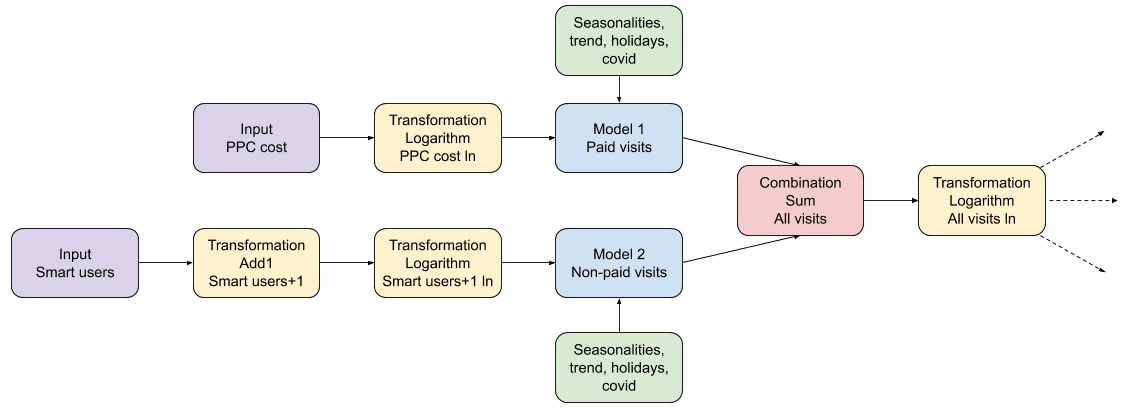 Seasonalities,
trend, holidays,
covid
Input
PPC cost
Transformation
Logarithm
PPC cost ln
Model 1
Paid visits
Combination
Sum
All visits
Transformation
Logarithm
All visits ln
Input
Smart users
Transformation
Add1
Smart users+1
Transformation
Logarithm
Smart users+1 ln
Model 2
Non-paid visits
Seasonalities,
trend, holidays,
covid